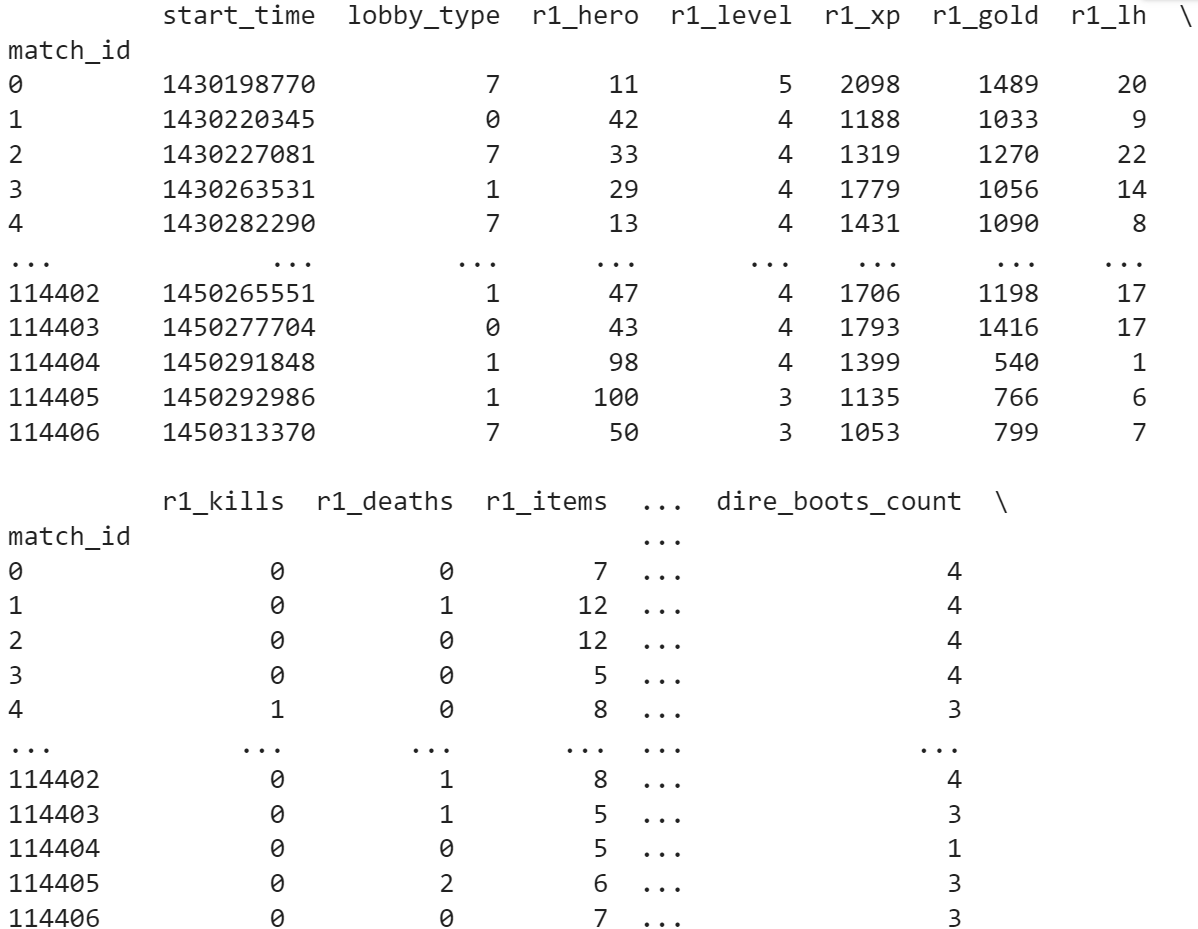 start_time lobby_type r1_hero r1_level r1_xp r1_gold r1_lh \
match_id
0 1430198770 7 11 5 2098 1489 20
1 1430220345 0 42 4 1188 1033 9
2 1430227081 7 33 4 1319 1270 22
3 1430263531 1 29 4 1779 1056 14
4 1430282290 7 13 4 1431 1090 8
... ... ... ... ... ... ... ...
114402 1450265551 1 47 4 1706 1198 17
114403 1450277704 0 43 4 1793 1416 17
114404 1450291848 1 98 4 1399 540 1
114405 1450292986 1 100 3 1135 766 6
114406 1450313370 7 50 3 1053 799 7
r1_kills r1_deaths r1_items ... dire_boots_count \
match_id ...
0 0 0 7 ... 4
1 0 1 12 ... 4
2 0 0 12 ... 4
3 0 0 5 ... 4
4 1 0 8 ... 3
... ... ... ... ... ...
114402 0 1 8 ... 4
114403 0 1 5 ... 3
114404 0 0 5 ... 1
114405 0 2 6 ... 3
114406 0 0 7 ... 3